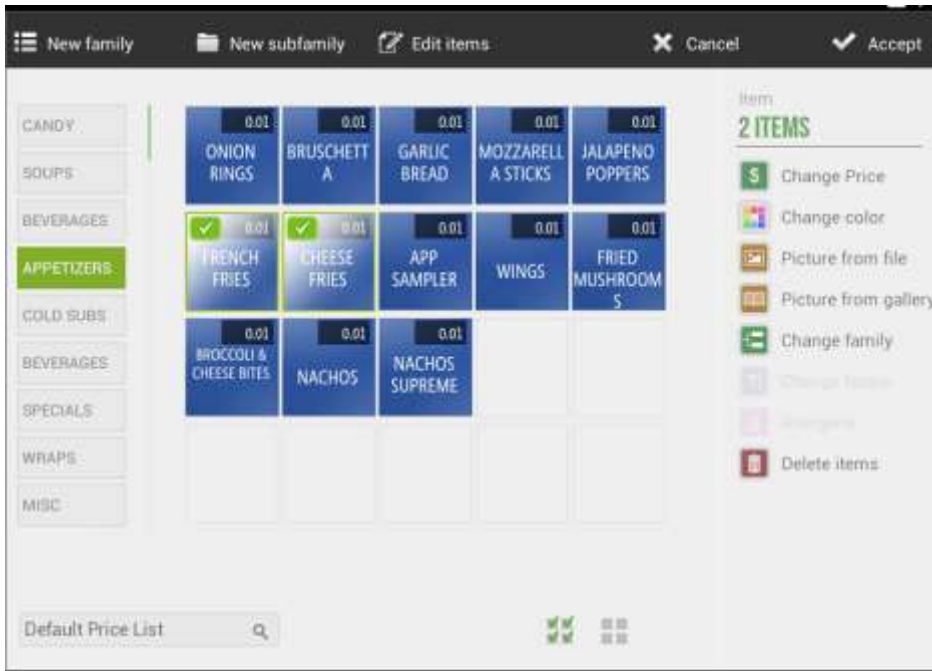 New family
New subfamily
Edit items
Cancel
Accept
CANDY
SOUPS
BEVERAGES
APPETIZERS
COLD SUBS
BEVERAGES
SPECIALS
WRAPS
MISC
0.01
ONION
RINGS
0.01
BRUSCHETT
A
0.01
GARLIC
BREAD
0.01
MOZZARELL
A STICKS
0.01
JALAPENO
POPPERS
0.01
FRENCH
FRIES
0.01
CHEESE
FRIES
0.01
APP
SAMPLER
0.01
WINGS
0.01
FRIED
MUSHROOM
S
0.01
BROCCOLI &
CHEESE BITES
0.01
NACHOS
0.01
NACHOS
SUPREME
Item
2 ITEMS
Change Price
Change color
Picture from file
Picture from gallery
Change family
Delete items
Default Price List